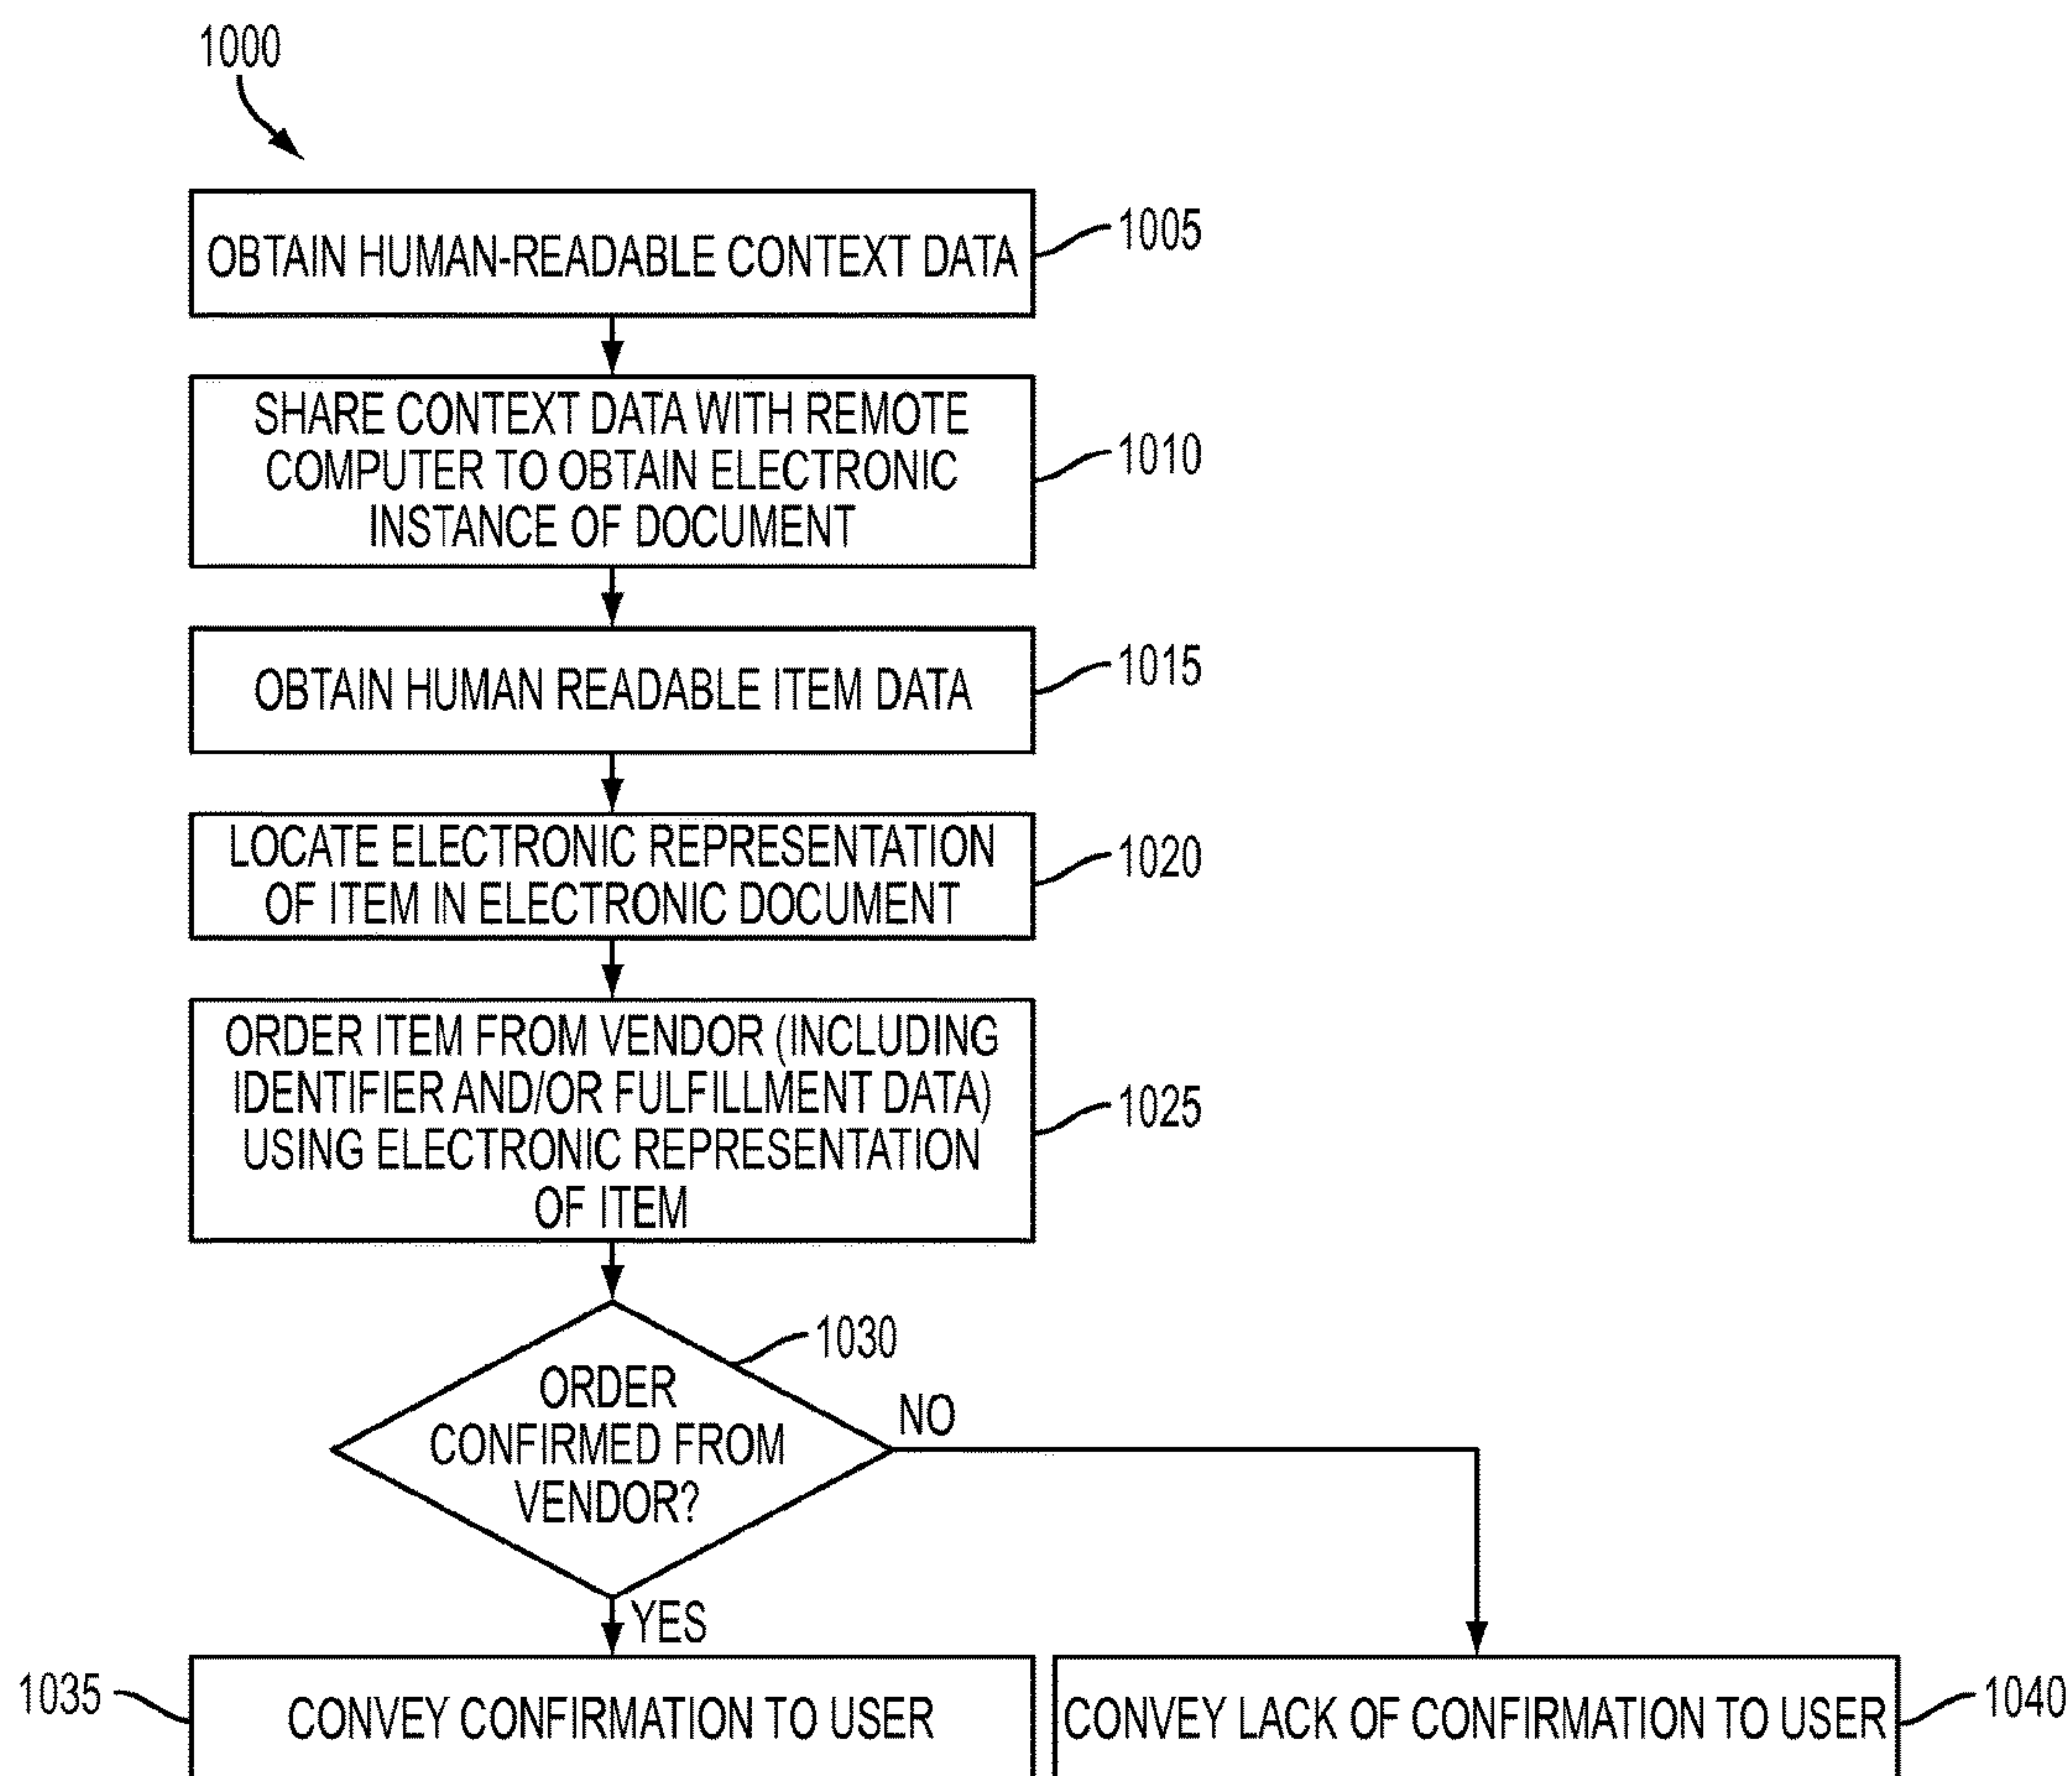 1000
OBTAIN HUMAN-READABLE CONTEXT DATA
1005
SHARE CONTEXT DATA WITH REMOTE
COMPUTER TO OBTAIN ELECTRONIC
INSTANCE OF DOCUMENT
1010
OBTAIN HUMAN READABLE ITEM DATA
1015
LOCATE ELECTRONIC REPRESENTATION
OF ITEM IN ELECTRONIC DOCUMENT
1020
ORDER ITEM FROM VENDOR (INCLUDING
IDENTIFIER AND/OR FULFILLMENT DATA)
USING ELECTRONIC REPRESENTATION
OF ITEM
1025
ORDER
CONFIRMED FROM
VENDOR?
1030
NO
YES
1035
CONVEY CONFIRMATION TO USER
CONVEY LACK OF CONFIRMATION TO USER
1040